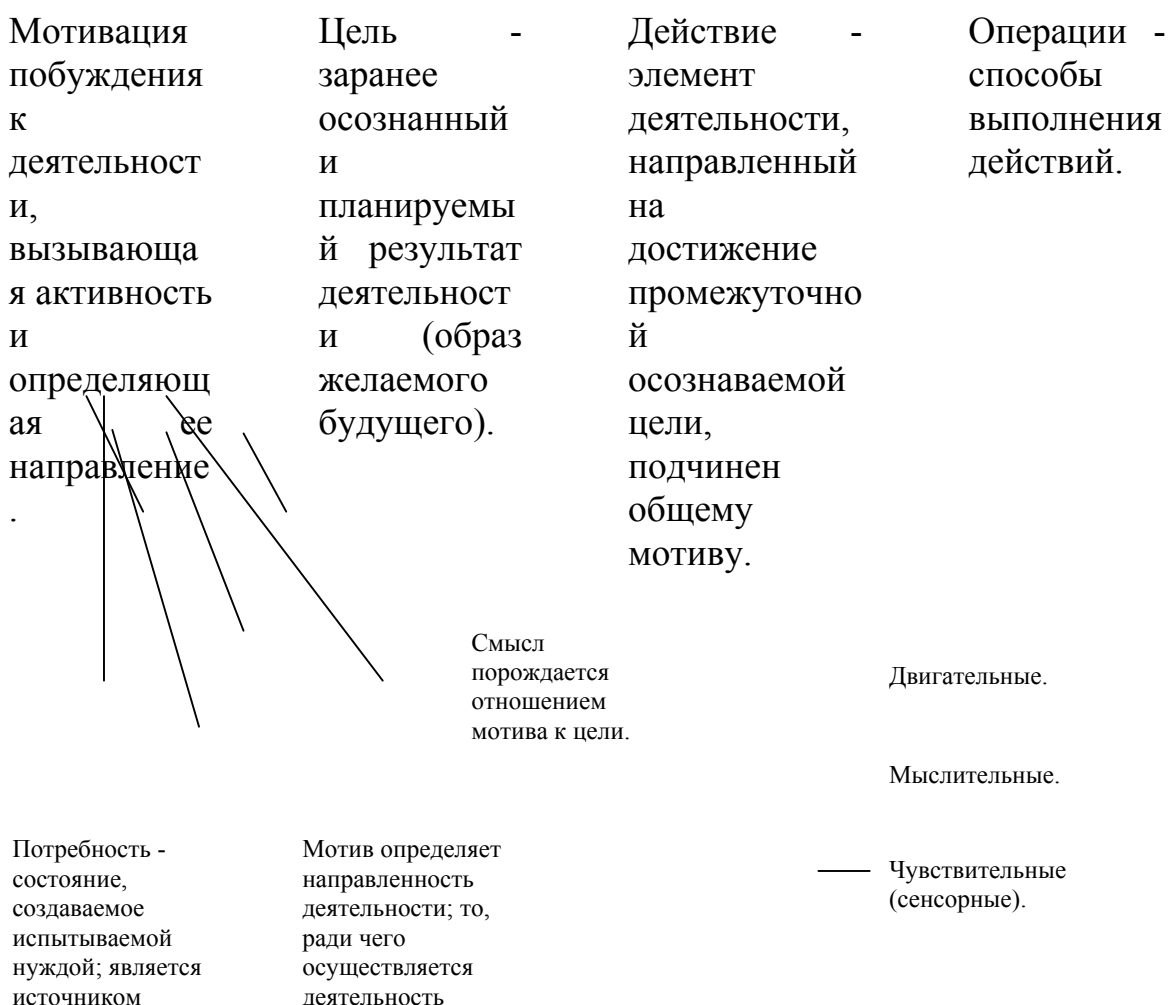 Мотивация
побуждения
к
деятельност
и,
вызывающа
я активность
и
определяющ
ая ее
направление
.
Цель -
заранее
осознанный
и
планируемы
й результат
деятельност
и (образ
желаемого
будущего).
Действие -
элемент
деятельности,
направленный
на
достижение
промежуточно
й
осознаваемой
цели,
подчинен
общему
мотиву.
Операции -
способы
выполнения
действий.
Смысл
порождается
отношением
мотива к цели.
Двигательные.
Мыслительные.
Чувствительные
(сенсорные).
Потребность -
состояние,
создаваемое
испытываемой
нуждой; является
источником
Мотив определяет
направленность
деятельности; то,
ради чего
осуществляется
деятельность